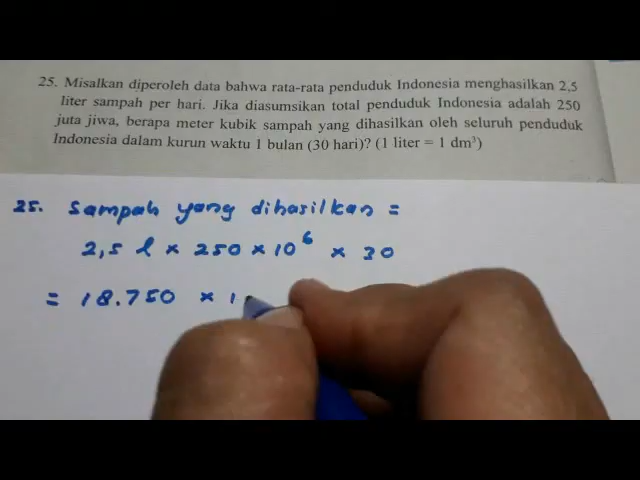 25. Misalkan diperoleh data bahwa rata-rata penduduk Indonesia menghasilkan 2,5
liter sampah per hari. Jika diasumsikan total penduduk Indonesia adalah 250
juta jiwa, berapa meter kubik sampah yang dihasilkan oleh seluruh penduduk
Indonesia dalam kurun waktu 1 bulan (30 hari)? (1 liter = 1 dm³)
25. Sampah yang dihasilkan =
2,5 l × 250 × 10⁶ × 30
= 18.750 × 1